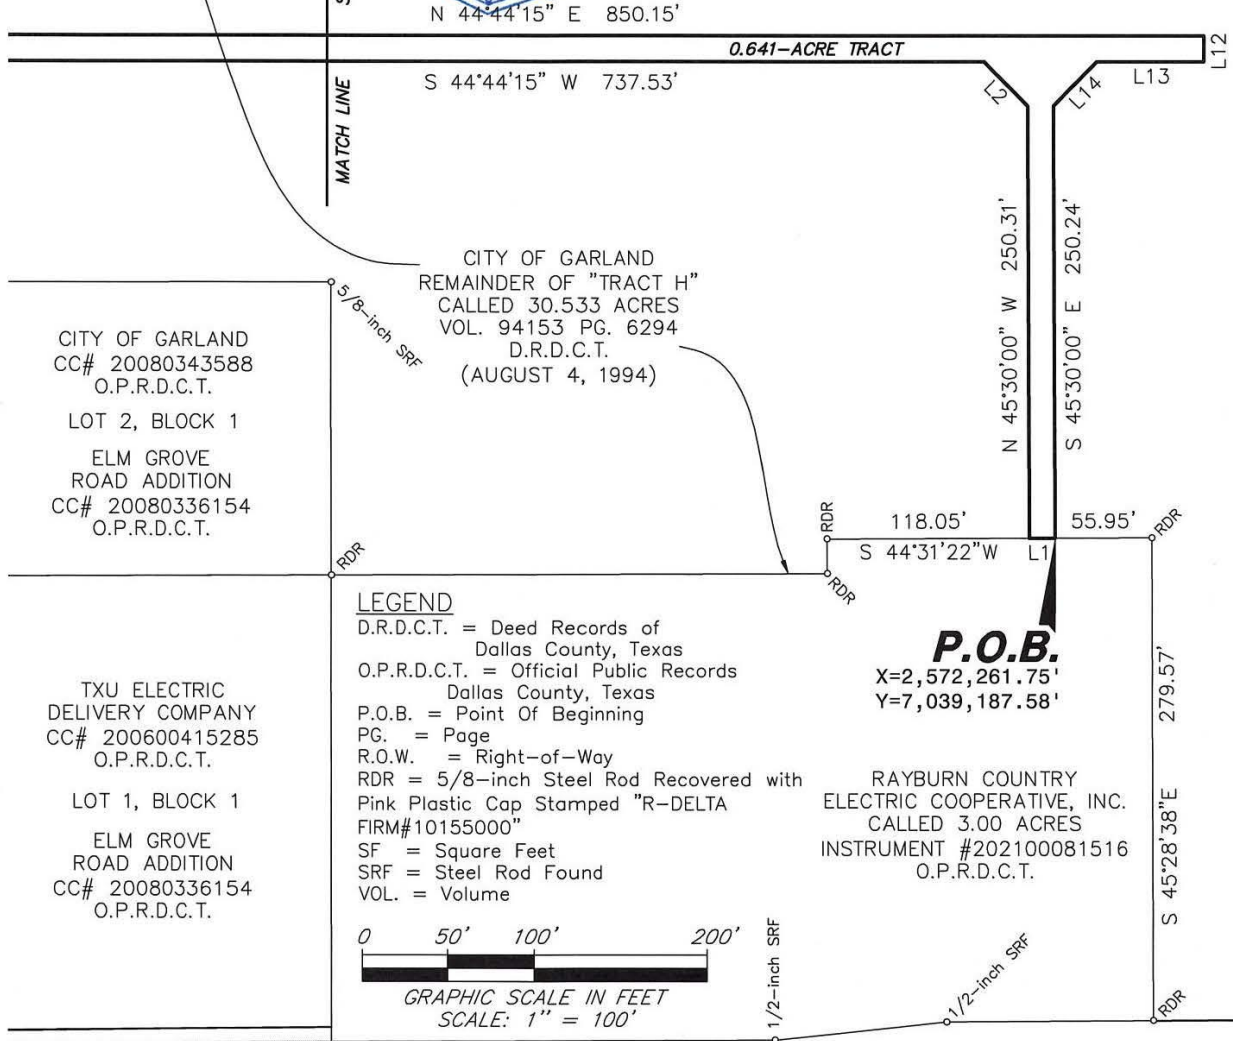 S
N 44°44'15" E 850.15'
0.641-ACRE TRACT
L12
S 44°44'15" W 737.53'
L2
L14
L13
MATCH LINE
N 45°30'00" W 250.31'
S 45°30'00" E 250.24'
CITY OF GARLAND
REMAINDER OF "TRACT H"
CALLED 30.533 ACRES
VOL. 94153 PG. 6294
D.R.D.C.T.
(AUGUST 4, 1994)
5/8-inch SRF
CITY OF GARLAND
CC# 20080343588
O.P.R.D.C.T.
LOT 2, BLOCK 1
ELM GROVE
ROAD ADDITION
CC# 20080336154
O.P.R.D.C.T.
RDR
RDR
118.05'
55.95'
RDR
S 44°31'22"W
L1
RDR
LEGEND
D.R.D.C.T. = Deed Records of
Dallas County, Texas
O.P.R.D.C.T. = Official Public Records
Dallas County, Texas
P.O.B. = Point Of Beginning
PG. = Page
R.O.W. = Right-of-Way
RDR = 5/8-inch Steel Rod Recovered with
Pink Plastic Cap Stamped "R-DELTA
FIRM#10155000"
SF = Square Feet
SRF = Steel Rod Found
VOL. = Volume
P.O.B.
X=2,572,261.75'
Y=7,039,187.58'
TXU ELECTRIC
DELIVERY COMPANY
CC# 200600415285
O.P.R.D.C.T.
LOT 1, BLOCK 1
ELM GROVE
ROAD ADDITION
CC# 20080336154
O.P.R.D.C.T.
RAYBURN COUNTRY
ELECTRIC COOPERATIVE, INC.
CALLED 3.00 ACRES
INSTRUMENT #202100081516
O.P.R.D.C.T.
S 45°28'38"E 279.57'
0 50' 100' 200'
GRAPHIC SCALE IN FEET
SCALE: 1" = 100'
1/2-inch SRF
1/2-inch SRF
RDR